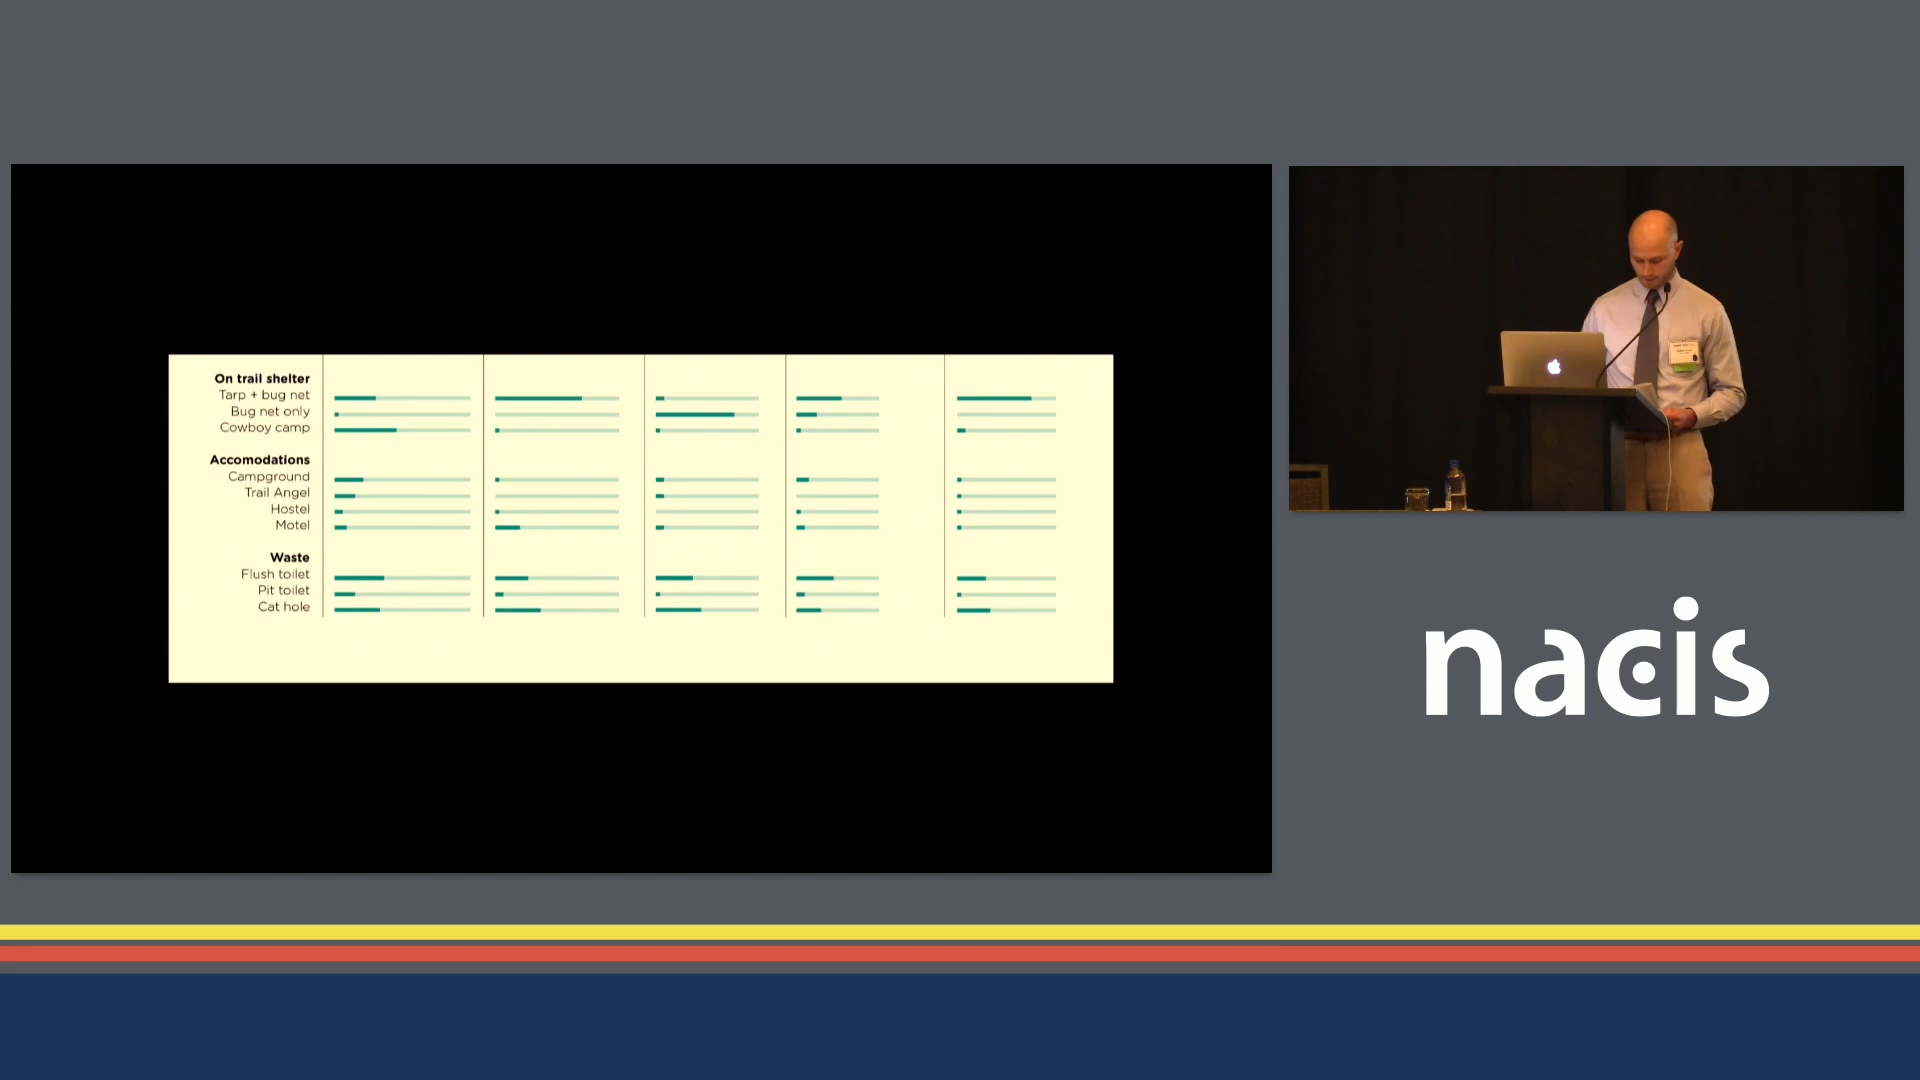 On trail shelter
Tarp + bug net
Bug net only
Cowboy camp
Accomodations
Campground
Trail Angel
Hostel
Motel
Waste
Flush toilet
Pit toilet
Cat hole
nacis